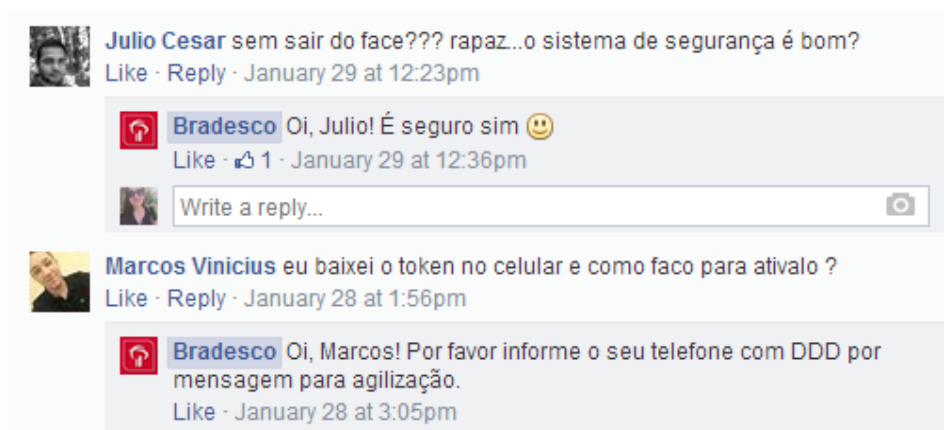 Julio Cesar sem sair do face??? rapaz...o sistema de segurança é bom?
Like · Reply · January 29 at 12:23pm
Bradesco Oi, Julio! É seguro sim
Like · 1 · January 29 at 12:36pm
Write a reply...
Marcos Vinicius eu baixei o token no celular e como faco para ativalo ?
Like · Reply · January 28 at 1:56pm
Bradesco Oi, Marcos! Por favor informe o seu telefone com DDD por
mensagem para agilização.
Like · January 28 at 3:05pm